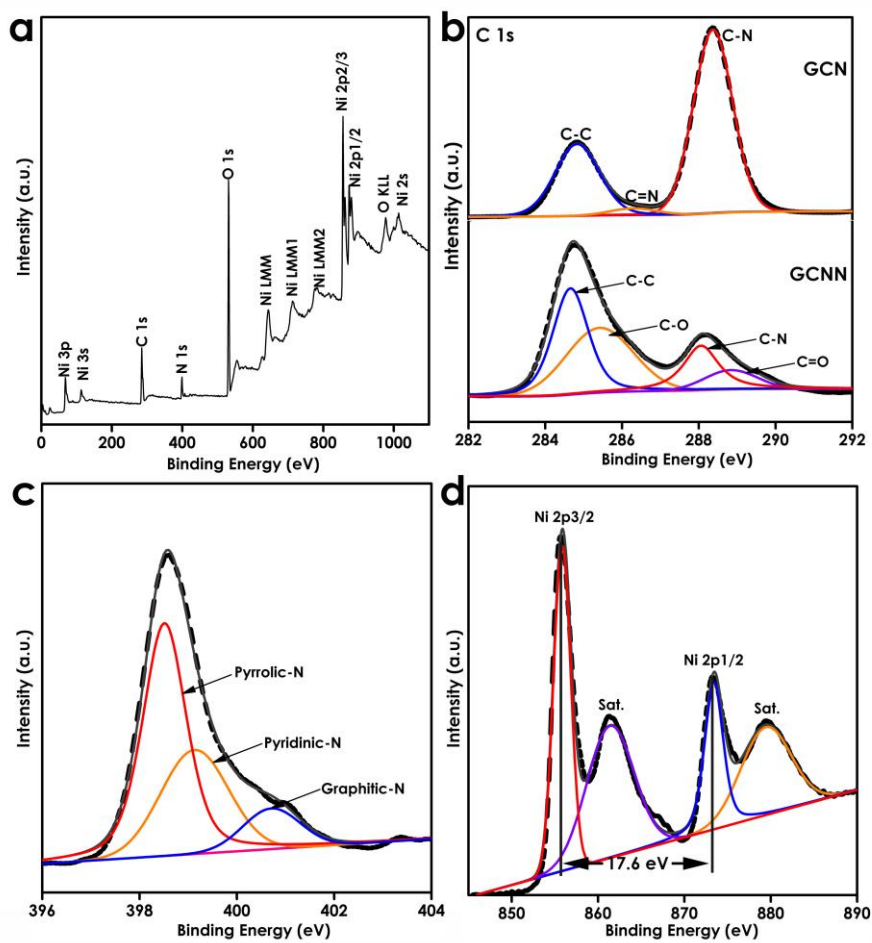 a
Intensity (a.u.)
Ni 3p
Ni 3s
C 1s
N 1s
O 1s
Ni LMM
Ni LMM1
Ni LMM2
Ni 2p2/3
Ni 2p1/2
O KLL
Ni 2s
0 200 400 600 800 1000
Binding Energy (eV)
b
C 1s
C-N
GCN
C-C
C=N
GCNN
C-C
C-O
C-N
C=O
Intensity (a.u.)
282 284 286 288 290 292
Binding Energy (eV)
c
Intensity (a.u.)
Pyrrolic-N
Pyridinic-N
Graphitic-N
396 398 400 402 404
Binding Energy (eV)
d
Ni 2p3/2
Ni 2p1/2
Sat.
Sat.
17.6 eV
Intensity (a.u.)
850 860 870 880 890
Binding Energy (eV)